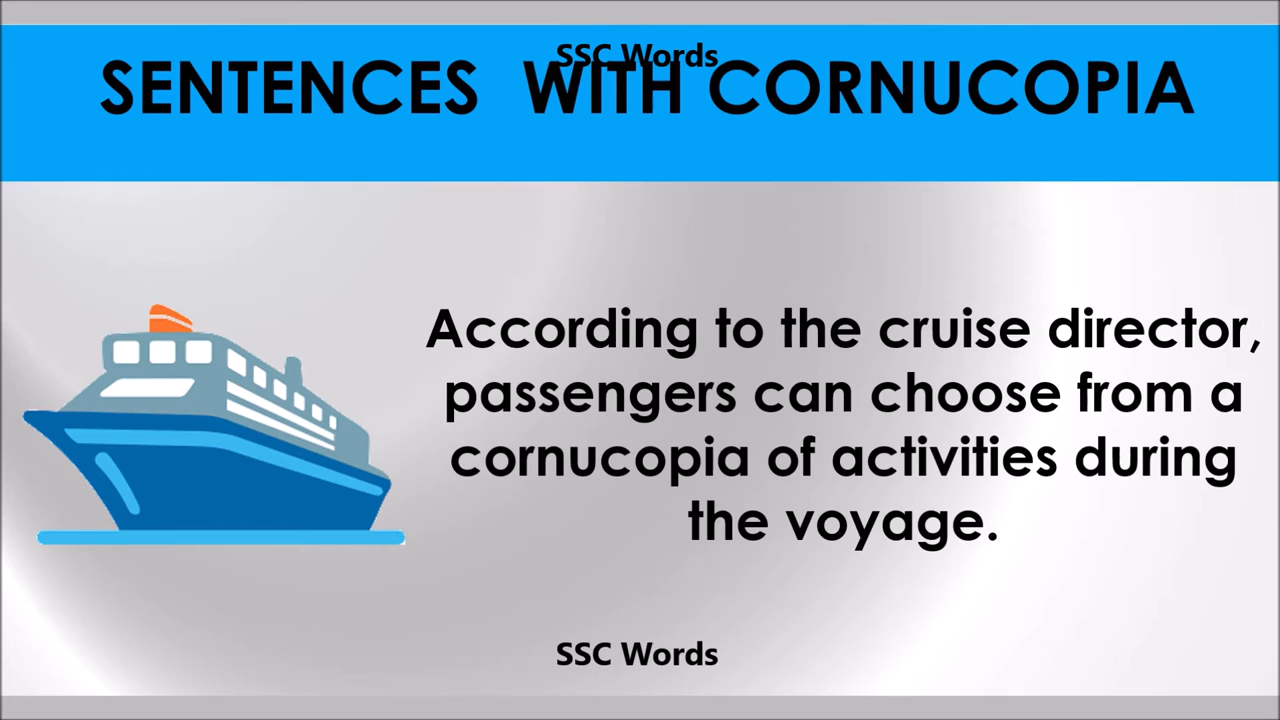 SSC Words
SENTENCES WITH CORNUCOPIA
According to the cruise director,
passengers can choose from a
cornucopia of activities during
the voyage.
SSC Words